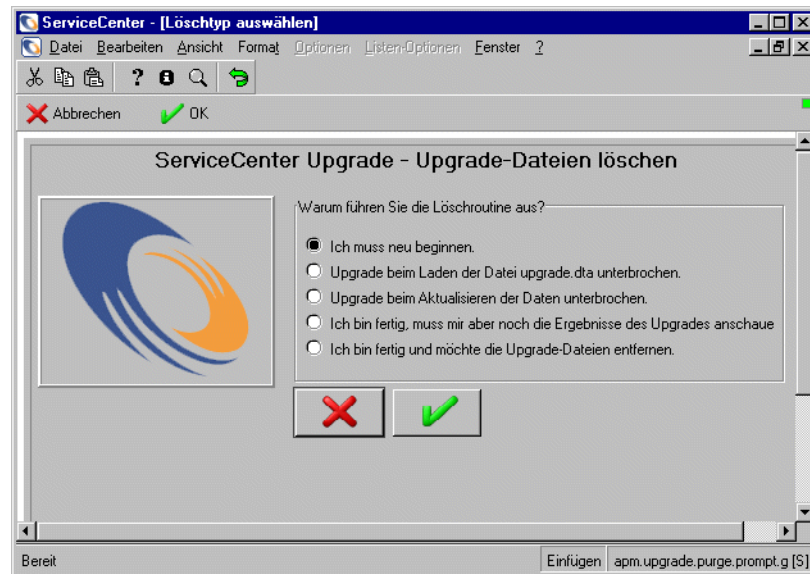 ServiceCenter - [Löschtyp auswählen]
Datei Bearbeiten Ansicht Format Optionen Listen-Optionen Fenster ?
Abbrechen OK
ServiceCenter Upgrade - Upgrade-Dateien löschen
Warum führen Sie die Löschroutine aus?
Ich muss neu beginnen.
Upgrade beim Laden der Datei upgrade.dta unterbrochen.
Upgrade beim Aktualisieren der Daten unterbrochen.
Ich bin fertig, muss mir aber noch die Ergebnisse des Upgrades anschaue
Ich bin fertig und möchte die Upgrade-Dateien entfernen.
Bereit Einfügen apm.upgrade.purge.prompt.g [S]